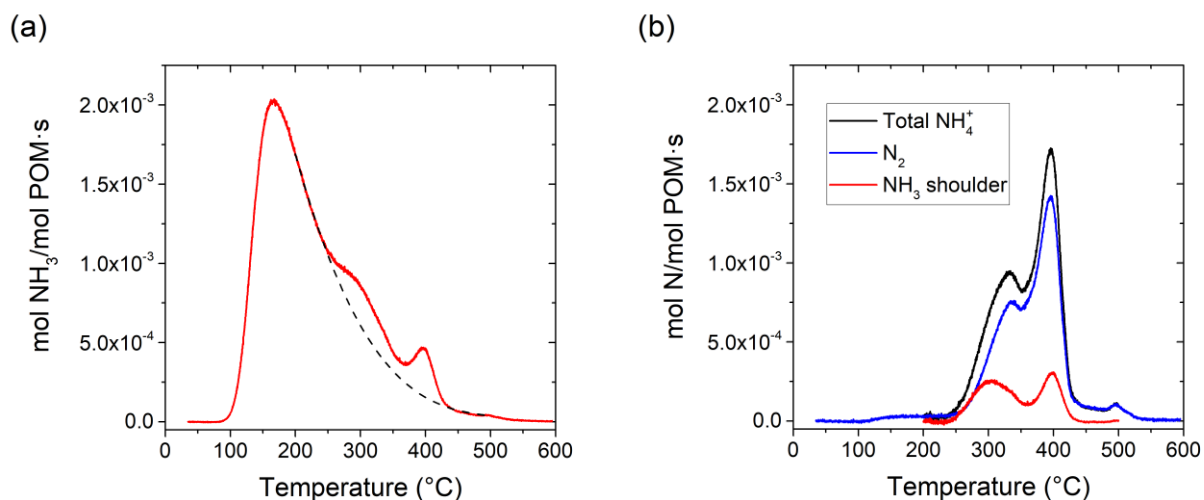 (a)
mol NH₃/mol POM·s
2.0x10⁻³
1.5x10⁻³
1.0x10⁻³
5.0x10⁻⁴
0.0
0 100 200 300 400 500 600
Temperature (°C)
(b)
mol N/mol POM·s
2.0x10⁻³
1.5x10⁻³
1.0x10⁻³
5.0x10⁻⁴
0.0
Total NH₄⁺
N₂
NH₃ shoulder
0 100 200 300 400 500 600
Temperature (°C)